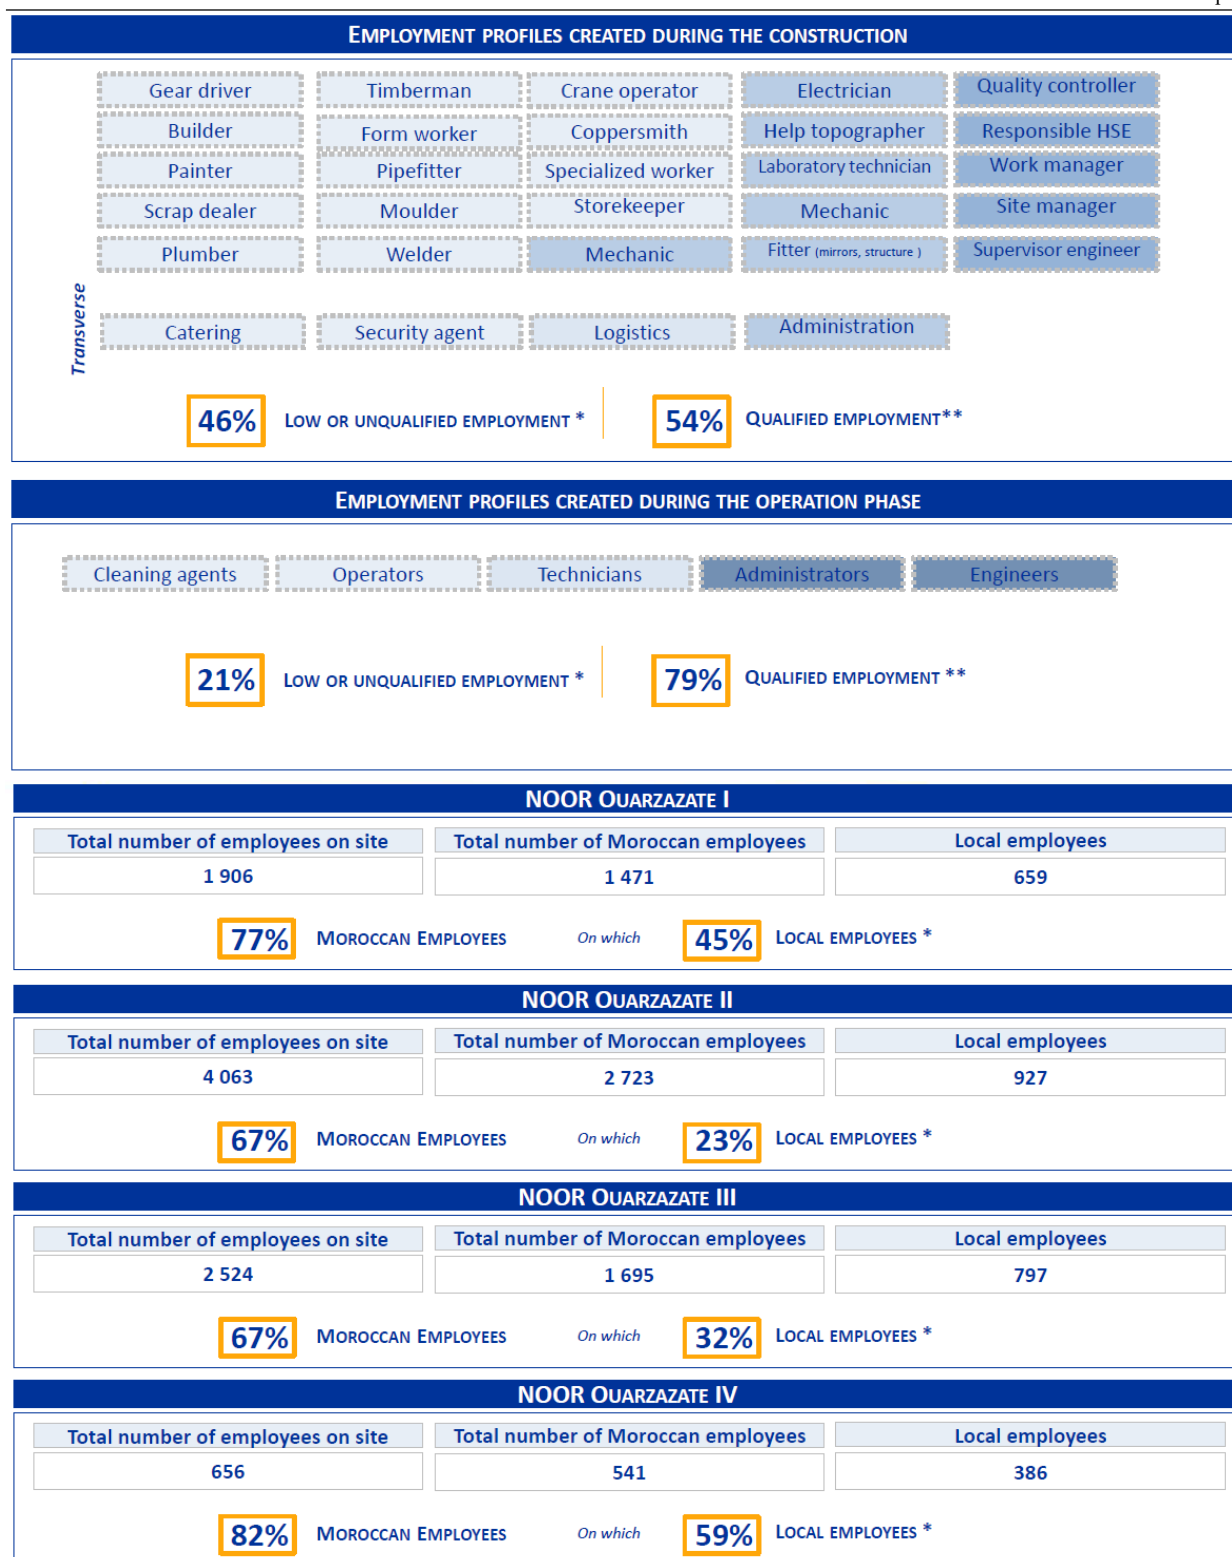 EMPLOYMENT PROFILES CREATED DURING THE CONSTRUCTION
Gear driver Timberman Crane operator Electrician Quality controller
Builder Form worker Coppersmith Help topographer Responsible HSE
Painter Pipefitter Specialized worker Laboratory technician Work manager
Scrap dealer Moulder Storekeeper Mechanic Site manager
Plumber Welder Mechanic Fitter (mirrors, structure ) Supervisor engineer
Transverse
Catering Security agent Logistics Administration
46% LOW OR UNQUALIFIED EMPLOYMENT * 54% QUALIFIED EMPLOYMENT**
EMPLOYMENT PROFILES CREATED DURING THE OPERATION PHASE
Cleaning agents Operators Technicians Administrators Engineers
21% LOW OR UNQUALIFIED EMPLOYMENT * 79% QUALIFIED EMPLOYMENT **
NOOR OUARZAZATE I
Total number of employees on site Total number of Moroccan employees Local employees
1 906 1 471 659
77% MOROCCAN EMPLOYEES On which 45% LOCAL EMPLOYEES *
NOOR OUARZAZATE II
Total number of employees on site Total number of Moroccan employees Local employees
4 063 2 723 927
67% MOROCCAN EMPLOYEES On which 23% LOCAL EMPLOYEES *
NOOR OUARZAZATE III
Total number of employees on site Total number of Moroccan employees Local employees
2 524 1 695 797
67% MOROCCAN EMPLOYEES On which 32% LOCAL EMPLOYEES *
NOOR OUARZAZATE IV
Total number of employees on site Total number of Moroccan employees Local employees
656 541 386
82% MOROCCAN EMPLOYEES On which 59% LOCAL EMPLOYEES *